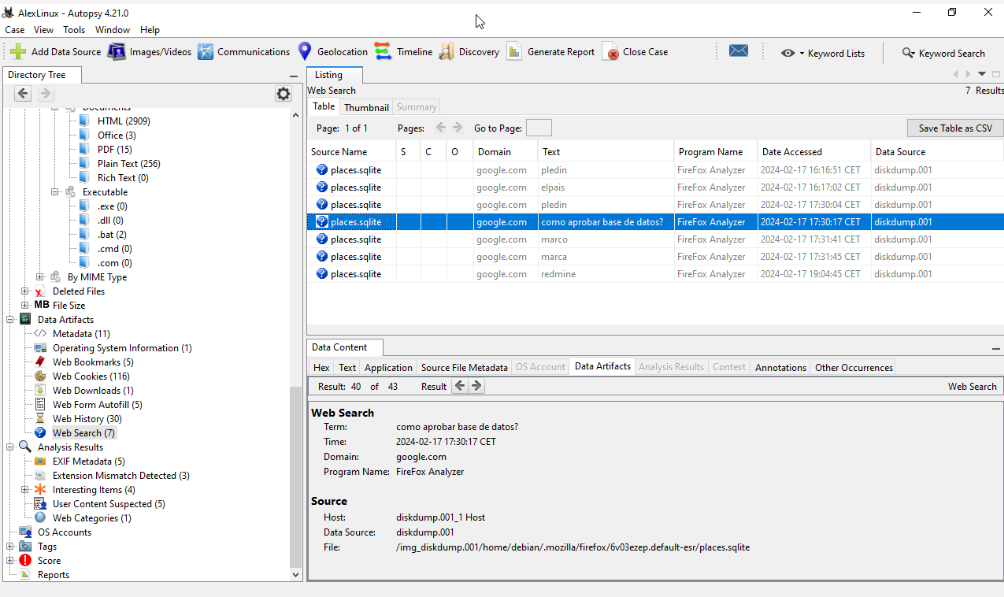 AlexLinux - Autopsy 4.21.0
Case View Tools Window Help
Add Data Source Images/Videos Communications Geolocation Timeline Discovery Generate Report Close Case Keyword Lists Keyword Search
Directory Tree
Documents
HTML (2909)
Office (3)
PDF (15)
Plain Text (256)
Rich Text (0)
Executable
.exe (0)
.dll (0)
.bat (2)
.cmd (0)
.com (0)
By MIME Type
Deleted Files
MB File Size
Data Artifacts
Metadata (11)
Operating System Information (1)
Web Bookmarks (5)
Web Cookies (116)
Web Downloads (1)
Web Form Autofill (5)
Web History (30)
Web Search (7)
Analysis Results
EXIF Metadata (5)
Extension Mismatch Detected (3)
Interesting Items (4)
User Content Suspected (5)
Web Categories (1)
OS Accounts
Tags
Score
Reports
Listing
Web Search
7 Results
Table Thumbnail Summary
Page: 1 of 1 Pages: Go to Page: Save Table as CSV
Source Name S C O Domain Text Program Name Date Accessed Data Source
places.sqlite google.com pledin FireFox Analyzer 2024-02-17 16:16:51 CET diskdump.001
places.sqlite google.com elpais FireFox Analyzer 2024-02-17 16:17:02 CET diskdump.001
places.sqlite google.com pledin FireFox Analyzer 2024-02-17 17:30:04 CET diskdump.001
places.sqlite google.com como aprobar base de datos? FireFox Analyzer 2024-02-17 17:30:17 CET diskdump.001
places.sqlite google.com marco FireFox Analyzer 2024-02-17 17:31:41 CET diskdump.001
places.sqlite google.com marca FireFox Analyzer 2024-02-17 17:31:45 CET diskdump.001
places.sqlite google.com redmine FireFox Analyzer 2024-02-17 19:04:45 CET diskdump.001
Data Content
Hex Text Application Source File Metadata OS Account Data Artifacts Analysis Results Context Annotations Other Occurrences
Result: 40 of 43 Result Web Search
Web Search
Term: como aprobar base de datos?
Time: 2024-02-17 17:30:17 CET
Domain: google.com
Program Name: FireFox Analyzer
Source
Host: diskdump.001_1 Host
Data Source: diskdump.001
File: /img_diskdump.001/home/debian/.mozilla/firefox/6v03ezep.default-esr/places.sqlite